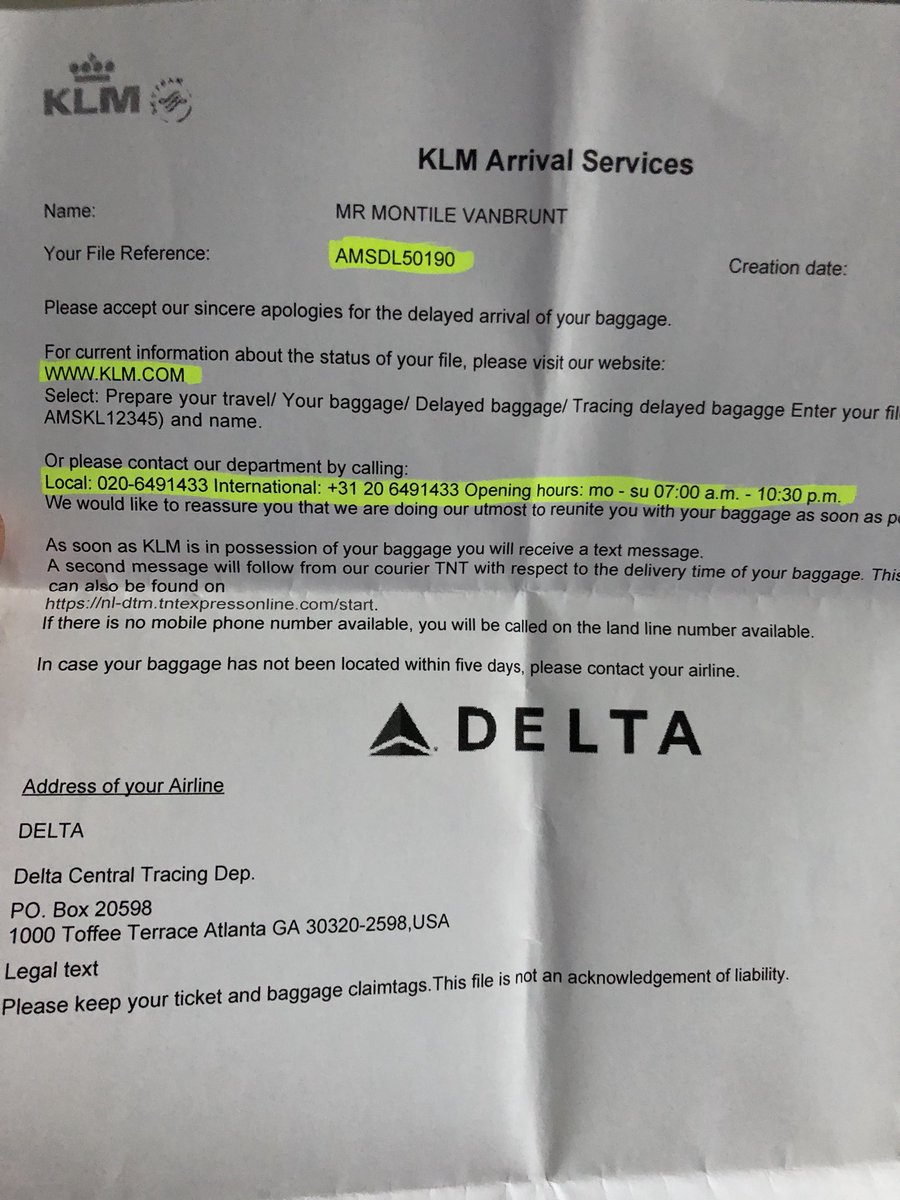 KLM
KLM Arrival Services
Name: MR MONTILE VANBRUNT
Your File Reference: AMSDL50190 Creation date:
Please accept our sincere apologies for the delayed arrival of your baggage.
For current information about the status of your file, please visit our website:
WWW.KLM.COM
Select: Prepare your travel/ Your baggage/ Delayed baggage/ Tracing delayed bagagge Enter your fil
AMSKL12345) and name.
Or please contact our department by calling:
Local: 020-6491433 International: +31 20 6491433 Opening hours: mo - su 07:00 a.m. - 10:30 p.m.
We would like to reassure you that we are doing our utmost to reunite you with your baggage as soon as po
As soon as KLM is in possession of your baggage you will receive a text message.
A second message will follow from our courier TNT with respect to the delivery time of your baggage. This
can also be found on
https://nl-dtm.tntexpressonline.com/start.
If there is no mobile phone number available, you will be called on the land line number available.
In case your baggage has not been located within five days, please contact your airline.
DELTA
Address of your Airline
DELTA
Delta Central Tracing Dep.
PO. Box 20598
1000 Toffee Terrace Atlanta GA 30320-2598,USA
Legal text
Please keep your ticket and baggage claimtags.This file is not an acknowledgement of liability.